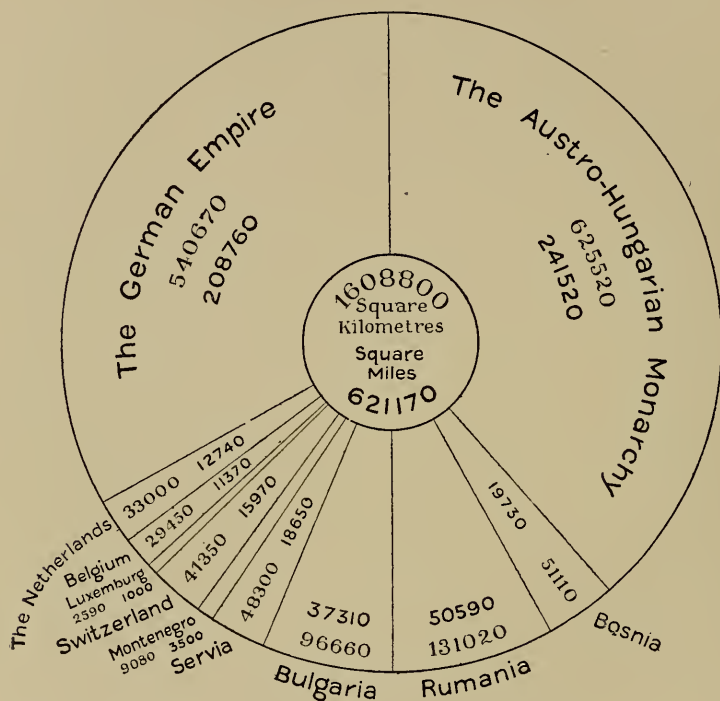 The German Empire
540670
208760
The Austro-Hungarian Monarchy
625520
241520
1608800
Square
Kilometres
Square
Miles
621170
12740
33000
The Netherlands
11370
29450
Belgium
Luxemburg
2590 1000
15970
41350
Switzerland
Montenegro
9080 3500
18650
48300
Servia
37310
96660
Bulgaria
50590
131020
Rumania
19730
51110
Bosnia